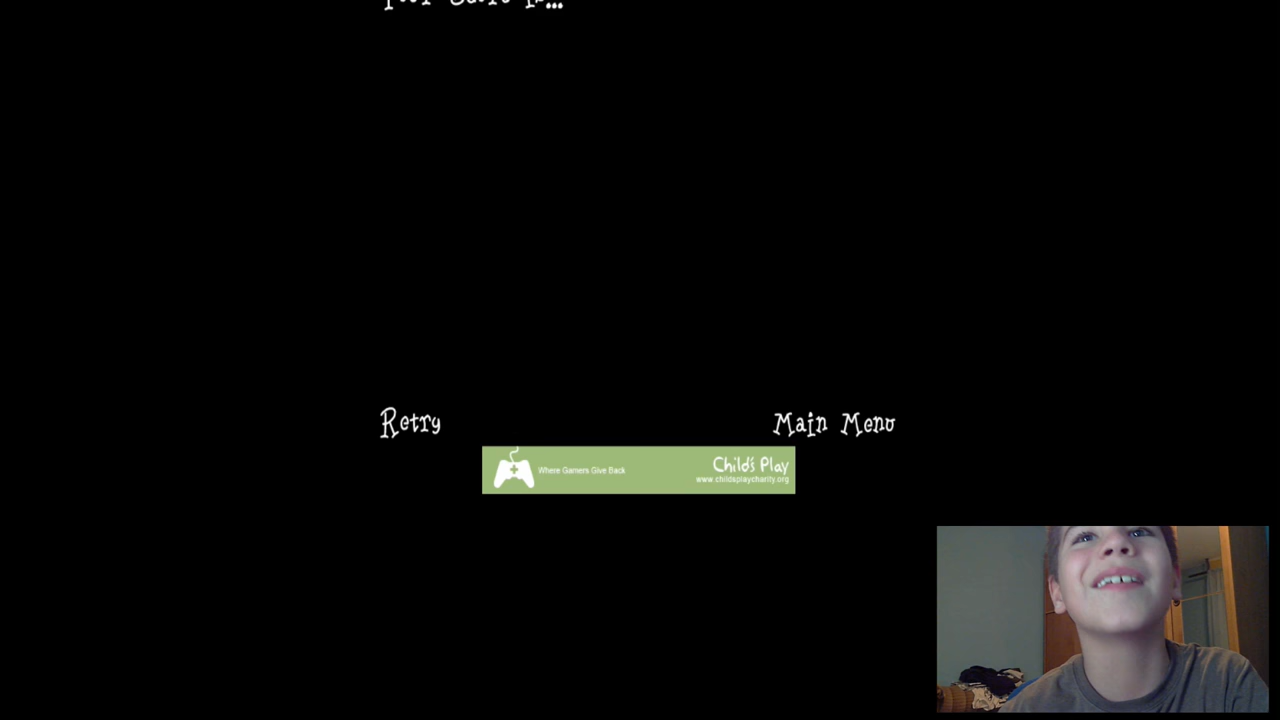 Retry
Main Menu
Where Gamers Give Back
Child's Play
www.childsplaycharity.org